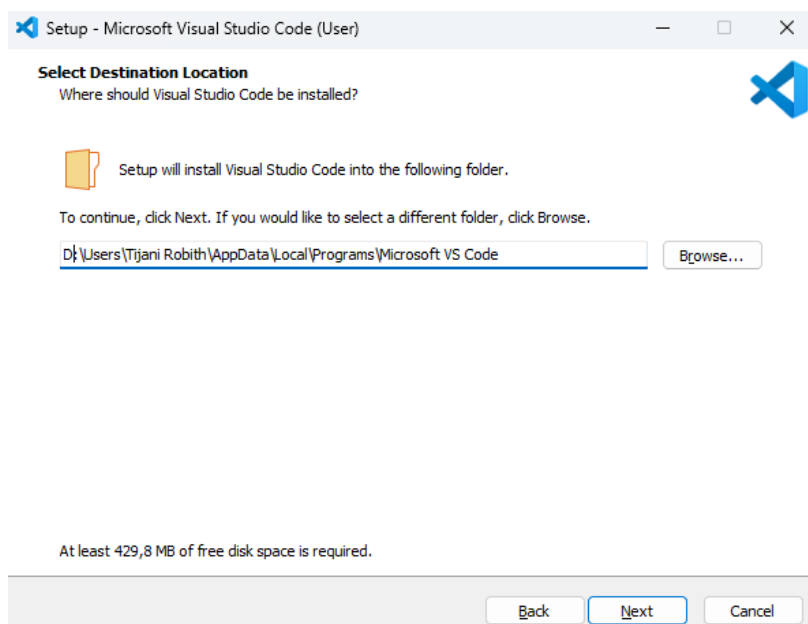 Setup - Microsoft Visual Studio Code (User)
Select Destination Location
Where should Visual Studio Code be installed?
Setup will install Visual Studio Code into the following folder.
To continue, click Next. If you would like to select a different folder, click Browse.
D:\Users\Tijani Robith\AppData\Local\Programs\Microsoft VS Code
Browse...
At least 429,8 MB of free disk space is required.
Back Next Cancel